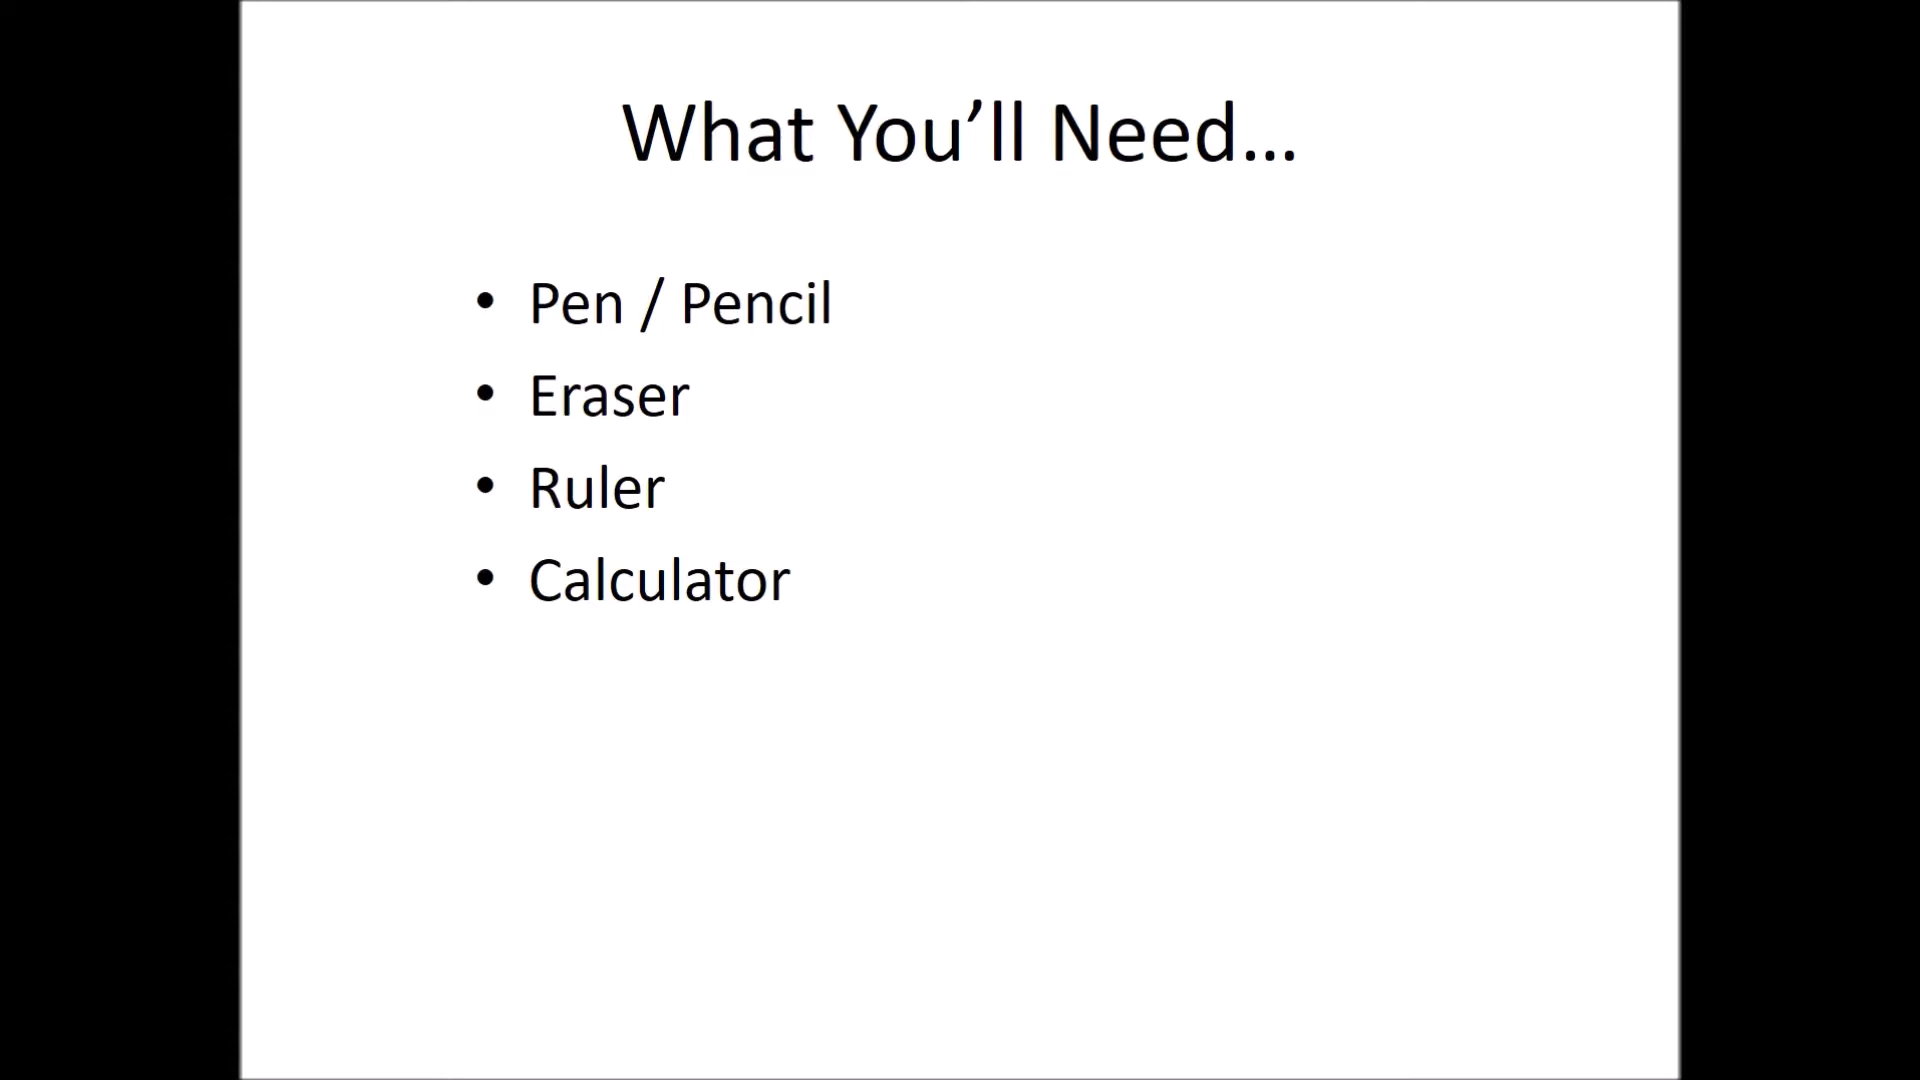 What You’ll Need…
• Pen / Pencil
• Eraser
• Ruler
• Calculator